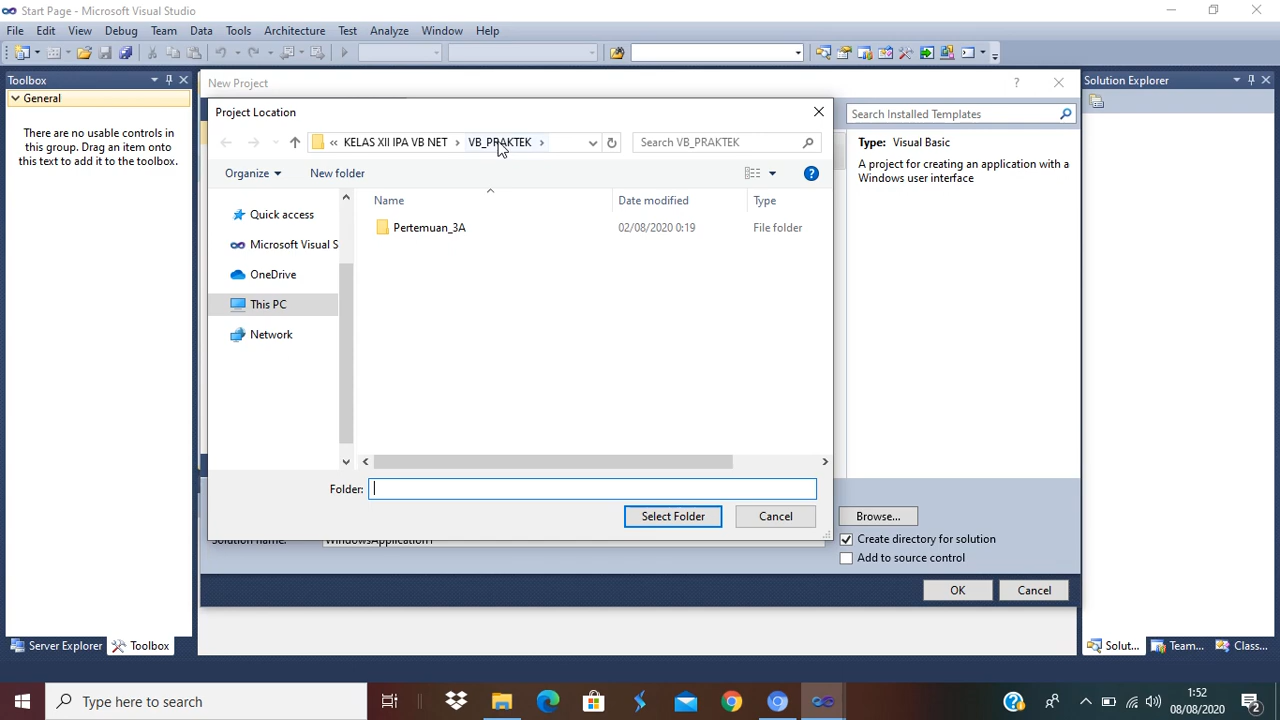 Start Page - Microsoft Visual Studio
File Edit View Debug Team Tools Data Tools Architecture Test Analyze Window Help
Toolbox
General
There are no usable controls in
this group. Drag an item onto
this text to add it to the toolbox.
Server Explorer Toolbox
New Project ?
Project Location
« KELAS XII IPA VB NET › VB_PRAKTEK ›
Search VB_PRAKTEK
Organize New folder
Quick access
Microsoft Visual S
OneDrive
This PC
Network
Name Date modified Type
Pertemuan_3A 02/08/2020 0:19 File folder
Folder:
Select Folder Cancel
Search Installed Templates
Type: Visual Basic
A project for creating an application with a
Windows user interface
Solution name: WindowsApplication1
Browse...
Create directory for solution
Add to source control
OK Cancel
Solution Explorer
Solut... Team... Class...
Type here to search
1:52
08/08/2020
2